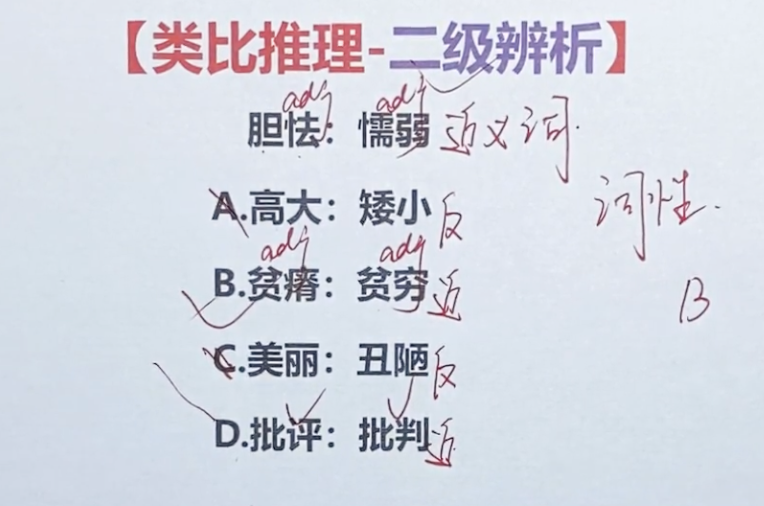 【类比推理-二级辨析】
adj adj
胆怯：懦弱 近义词.
A.高大：矮小 反 词性.
adj adj
B.贫瘠：贫穷 近 B
C.美丽：丑陋 反
D.批评：批判 近